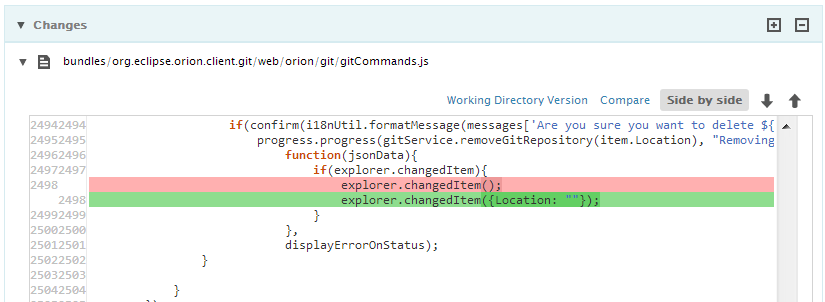 Changes
bundles/org.eclipse.orion.client.git/web/orion/git/gitCommands.js
Working Directory Version Compare Side by side
24942494 if(confirm(i18nUtil.formatMessage(messages['Are you sure you want to delete ${
24952495 progress.progress(gitService.removeGitRepository(item.Location), "Removing
24962496 function(jsonData){
24972497 if(explorer.changedItem){
2498 explorer.changedItem();
2498 explorer.changedItem({Location: ""});
24992499 }
25002500 },
25012501 displayErrorOnStatus);
25022502 }
25032503
25042504 }